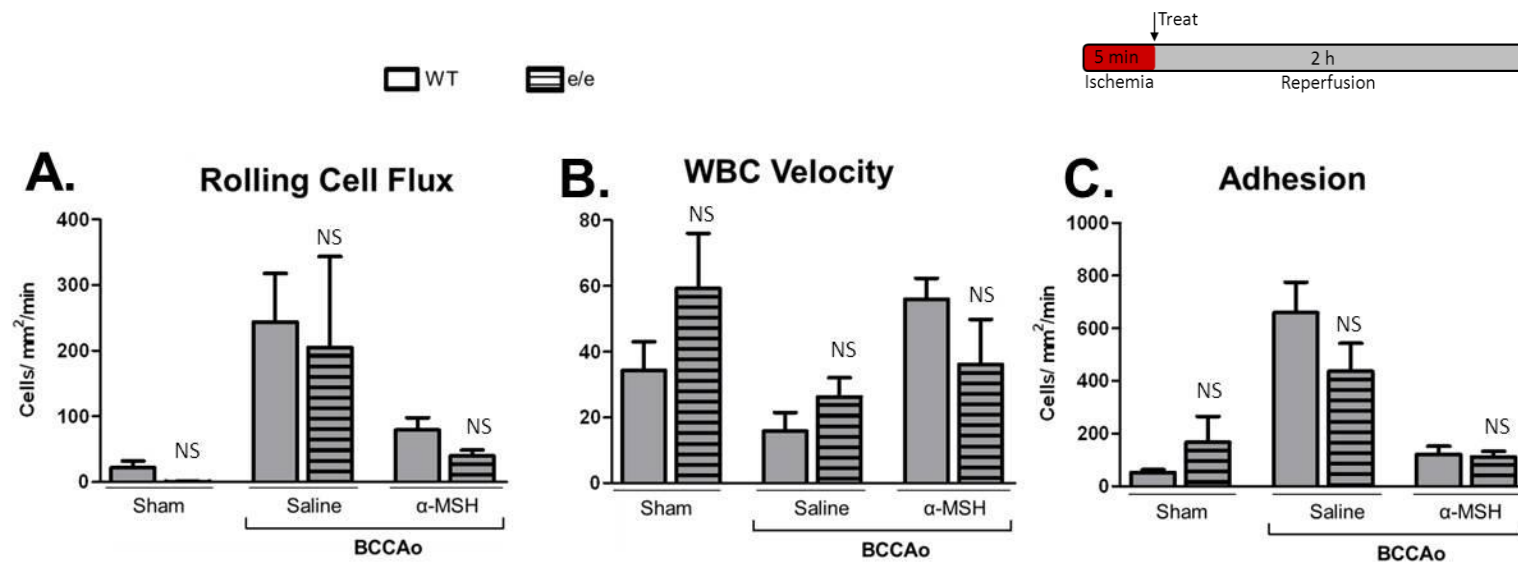 Treat
5 min 2 h
Ischemia Reperfusion
WT e/e
A. Rolling Cell Flux
Cells/ mm²/min
400
300
200
100
0
NS
NS
NS
Sham Saline α-MSH
BCCAo
B. WBC Velocity
80
60
40
20
0
NS
NS
NS
Sham Saline α-MSH
BCCAo
C. Adhesion
Cells/ mm²/min
1000
800
600
400
200
0
NS
NS
NS
Sham Saline α-MSH
BCCAo